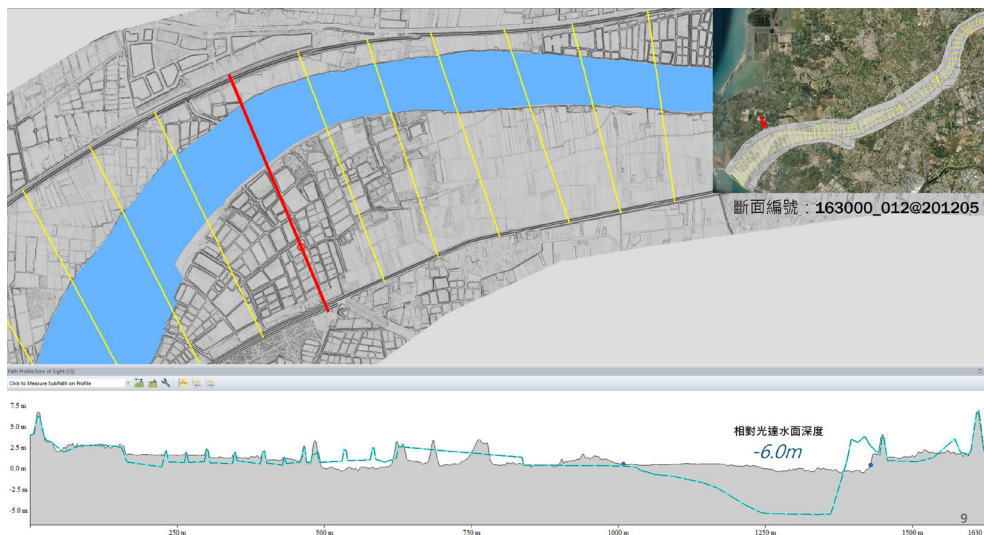 斷面編號：163000_012@201205
Path Profile/Line of Sight (t3)
Click to Measure SubPath on Profile
7.5 m
5.0 m
2.5 m
0.0 m
-2.5 m
-5.0 m
相對光達水面深度
-6.0m
9
250 m
500 m
750 m
1000 m
1250 m
1500 m
1630